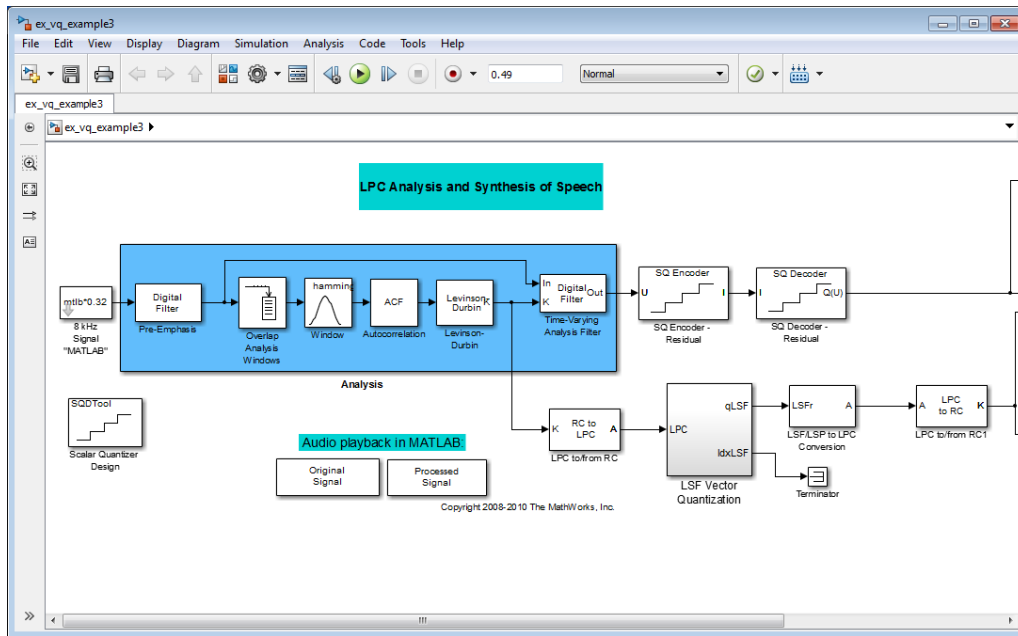 ex_vq_example3
File Edit View Display Diagram Simulation Analysis Code Tools Help
0.49
Normal
ex_vq_example3
ex_vq_example3
LPC Analysis and Synthesis of Speech
mtlb*0.32
8 kHz
Signal
"MATLAB"
Digital
Filter
Pre-Emphasis
Overlap
Analysis
Windows
hamming
Window
ACF
Autocorrelation
Levinson
Durbin
K
Levinson-
Durbin
In
K
Digital
Filter
Out
Time-Varying
Analysis Filter
Analysis
SQ Encoder
U
I
SQ Encoder -
Residual
SQ Decoder
I
Q(U)
SQ Decoder -
Residual
SQDTool
Scalar Quantizer
Design
Audio playback in MATLAB:
Original
Signal
Processed
Signal
K
RC to
LPC
A
LPC to/from RC
LPC
qLSF
IdxLSF
LSF Vector
Quantization
LSFr
A
LSF/LSP to LPC
Conversion
Terminator
A
LPC
to RC
K
LPC to/from RC1
Copyright 2008-2010 The MathWorks, Inc.